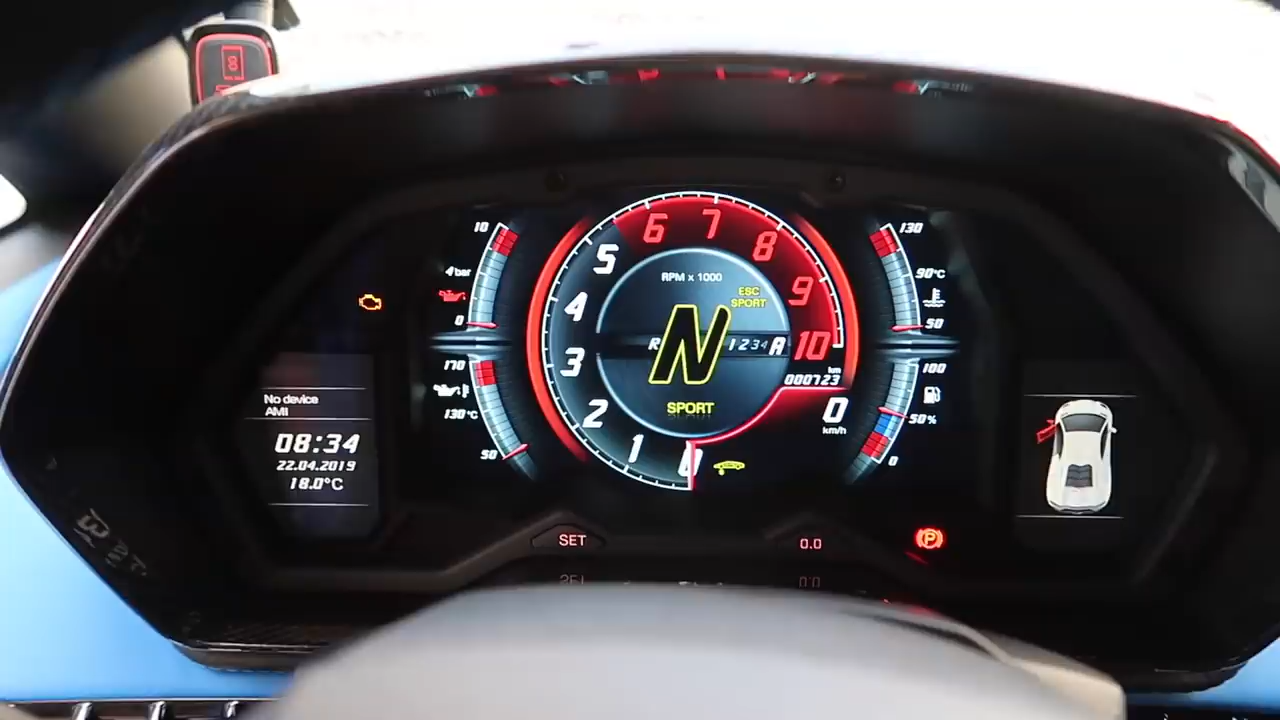 No device
AMI
08:34
22.04.2019
18.0°C
10
4 bar
0
170
130°C
50
RPM x 1000
ESC
SPORT
R N 1 2 3 4 A
SPORT
0 1 2 3 4 5 6 7 8 9 10
km
000723
0
km/h
130
90°C
50
100
50%
0
SET
0.0
P